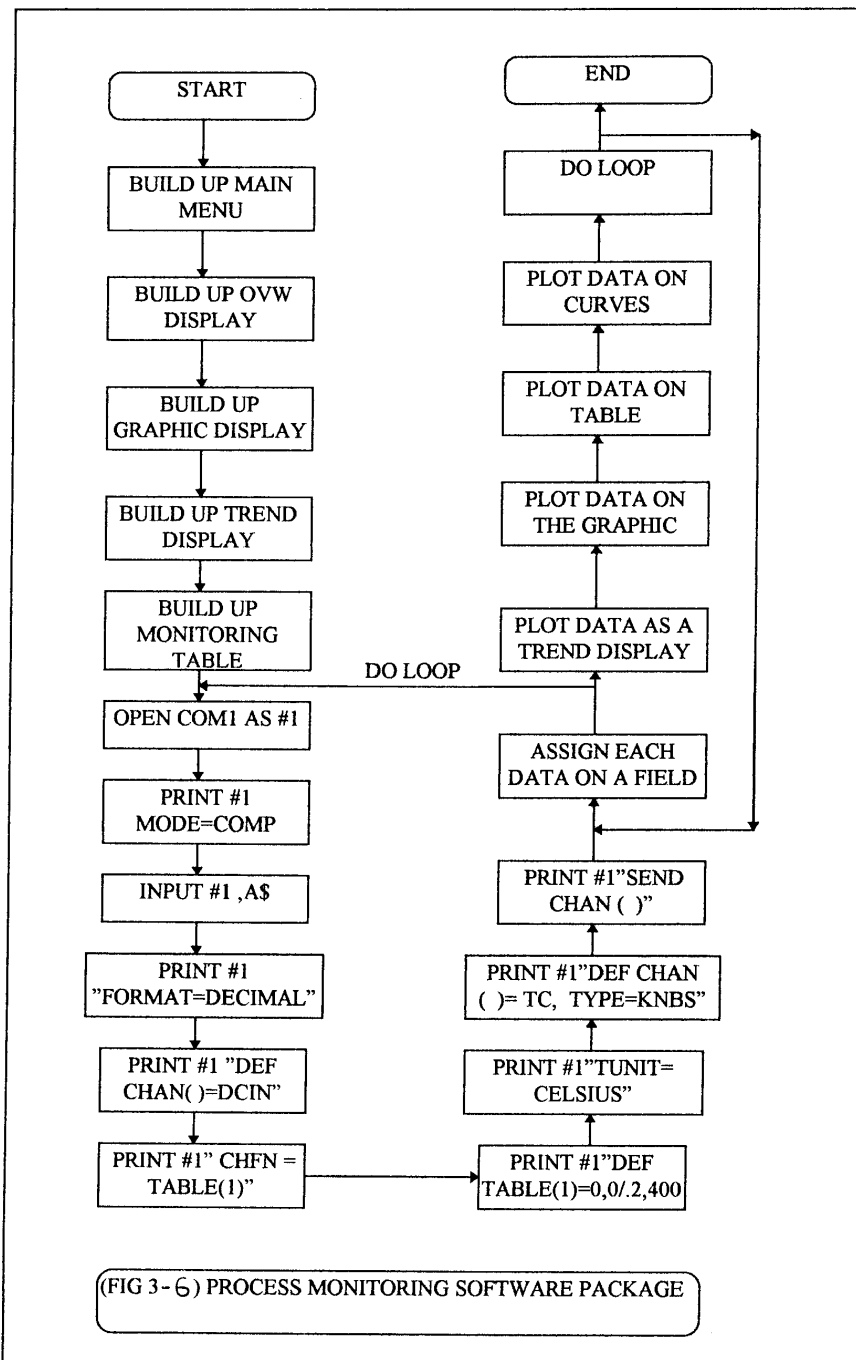 START
BUILD UP MAIN
MENU
BUILD UP OVW
DISPLAY
BUILD UP
GRAPHIC DISPLAY
BUILD UP TREND
DISPLAY
BUILD UP
MONITORING
TABLE
DO LOOP
OPEN COM1 AS #1
PRINT #1
MODE=COMP
INPUT #1 ,A$
PRINT #1
"FORMAT=DECIMAL"
PRINT #1 "DEF
CHAN( )=DCIN"
PRINT #1" CHFN =
TABLE(1)"
PRINT #1"DEF
TABLE(1)=0,0/.2,400
PRINT #1"TUNIT=
CELSIUS"
PRINT #1"DEF CHAN
( )= TC, TYPE=KNBS"
PRINT #1"SEND
CHAN ( )"
ASSIGN EACH
DATA ON A FIELD
PLOT DATA AS A
TREND DISPLAY
PLOT DATA ON
THE GRAPHIC
PLOT DATA ON
TABLE
PLOT DATA ON
CURVES
DO LOOP
END
(FIG 3-6) PROCESS MONITORING SOFTWARE PACKAGE